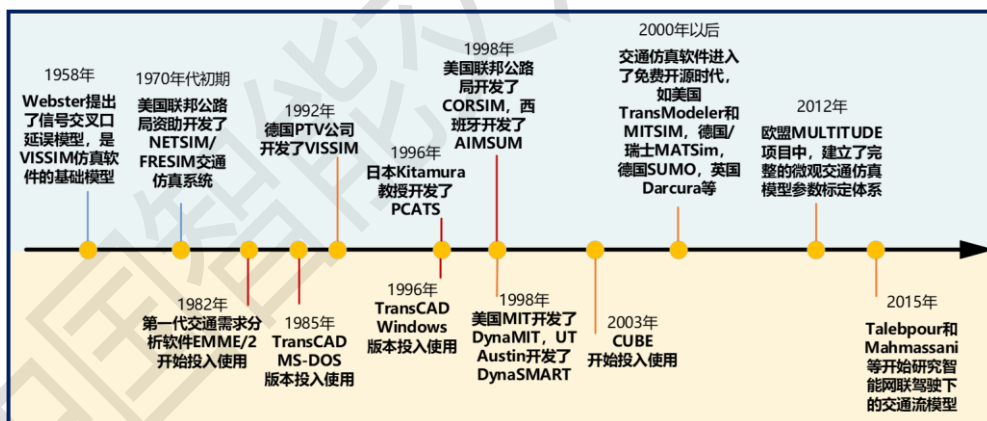 1958年
Webster提出
了信号交叉口
延误模型，是
VISSIM仿真软
件的基础模型
1970年代初期
美国联邦公路
局资助开发了
NETSIM/
FRESIM交通
仿真系统
1992年
德国PTV公司
开发了VISSIM
1996年
日本Kitamura
教授开发了
PCATS
1998年
美国联邦公路
局开发了
CORSIM，西
班牙开发了
AIMSUM
2000年以后
交通仿真软件进入
了免费开源时代，
如美国
TransModeler和
MITSIM，德国/
瑞士MATSim，
德国SUMO，英国
Darcura等
2012年
欧盟MULTITUDE
项目中，建立了完
整的微观交通仿真
模型参数标定体系
1982年
第一代交通需求分
析软件EMME/2
开始投入使用
1985年
TransCAD
MS-DOS
版本投入使用
1996年
TransCAD
Windows
版本投入使用
1998年
美国MIT开发了
DynaMIT，UT
Austin开发了
DynaSMART
2003年
CUBE
开始投入使用
2015年
Talebpour和
Mahmassani
等开始研究智
能网联驾驶下
的交通流模型